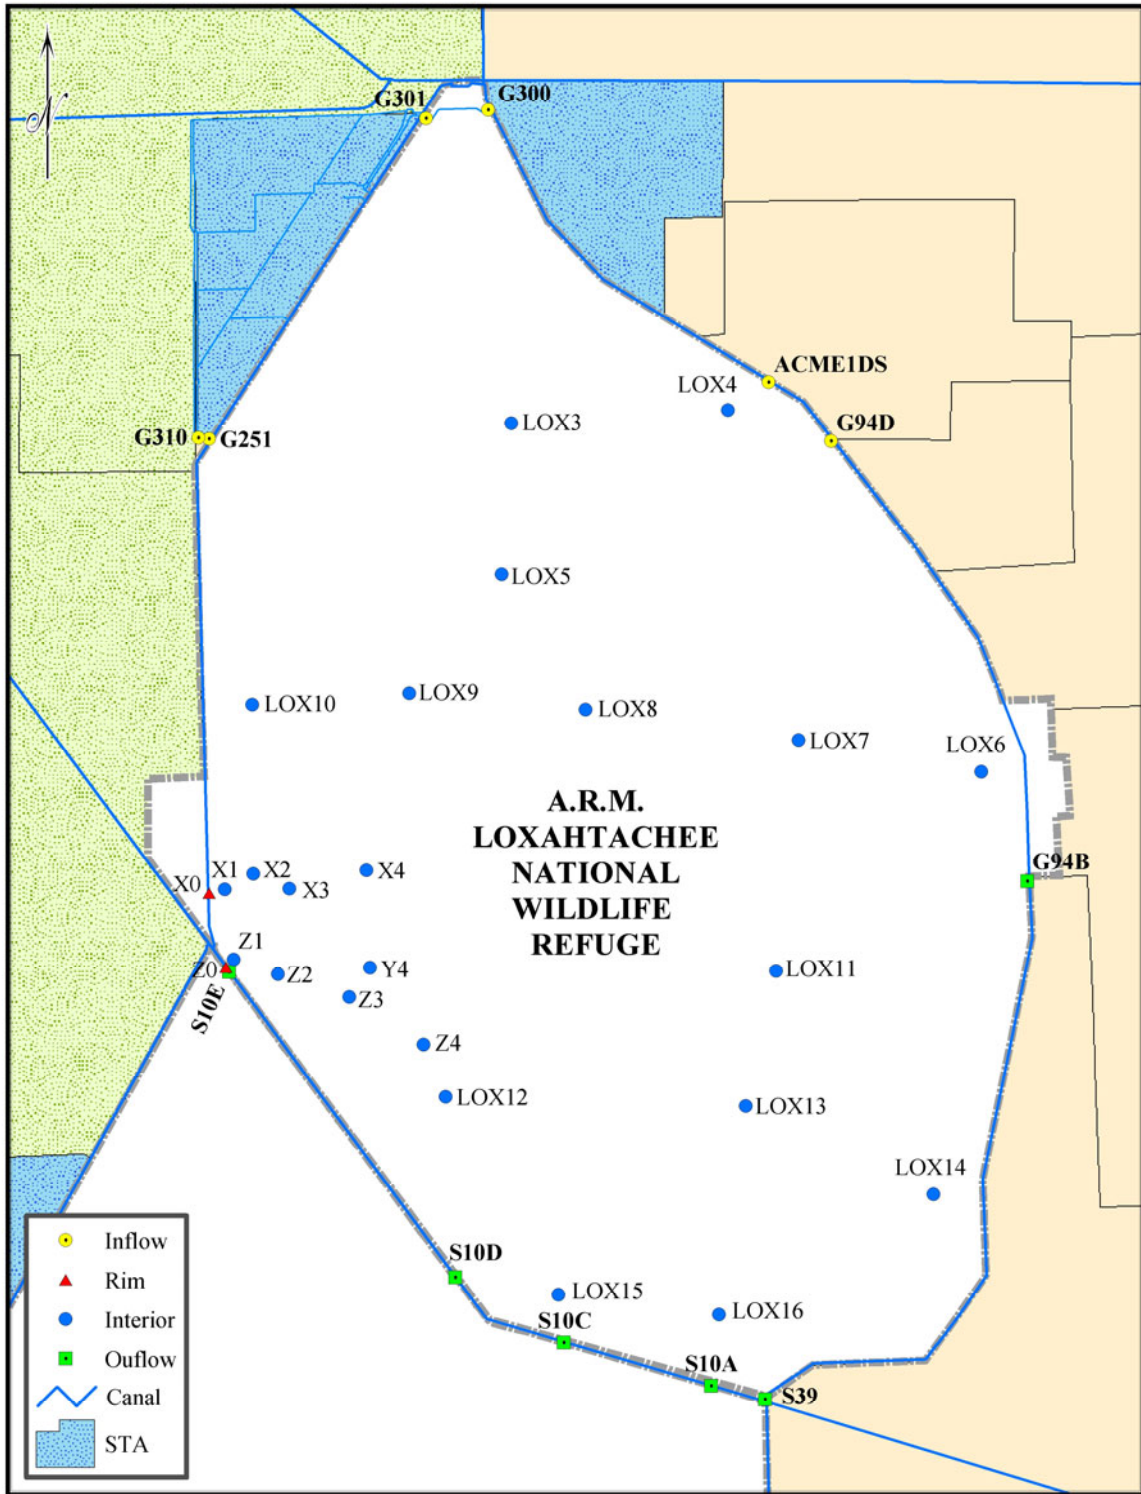 N
G301
G300
ACME1DS
LOX4
LOX3
G94D
G310
G251
LOX5
LOX9
LOX10
LOX8
LOX7
LOX6
A.R.M.
LOXAHTACHEE
NATIONAL
WILDLIFE
REFUGE
X0
X1
X2
X3
X4
G94B
Z1
Z0
Z2
Y4
S10E
Z3
LOX11
Z4
LOX12
LOX13
LOX14
S10D
LOX15
LOX16
S10C
S10A
S39
Inflow
Rim
Interior
Ouflow
Canal
STA